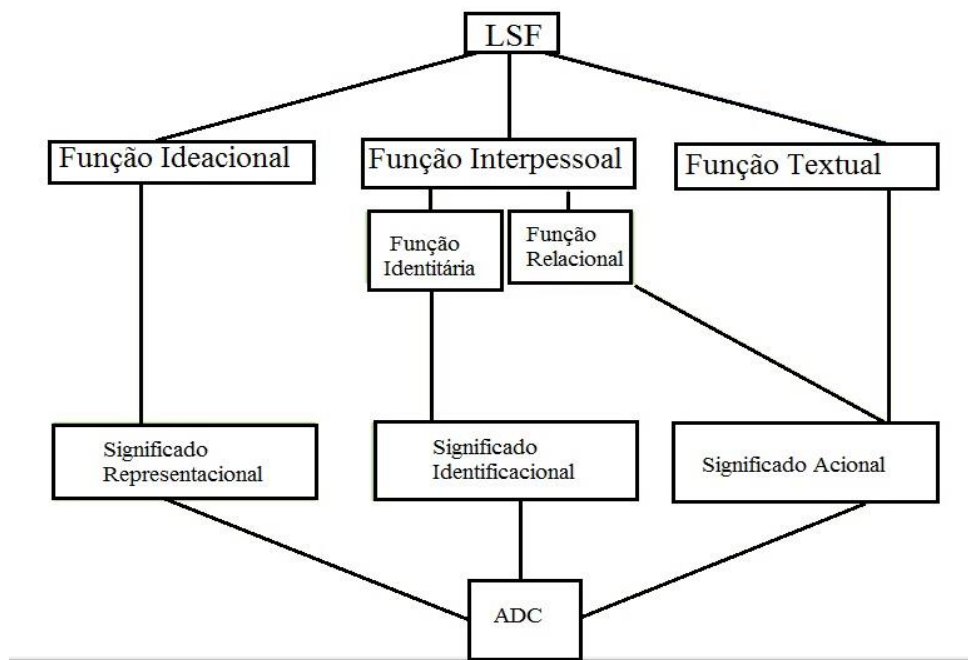 LSF
Função Ideacional
Função Interpessoal
Função Textual
Função
Identitária
Função
Relacional
Significado
Representacional
Significado
Identificacional
Significado Acional
ADC